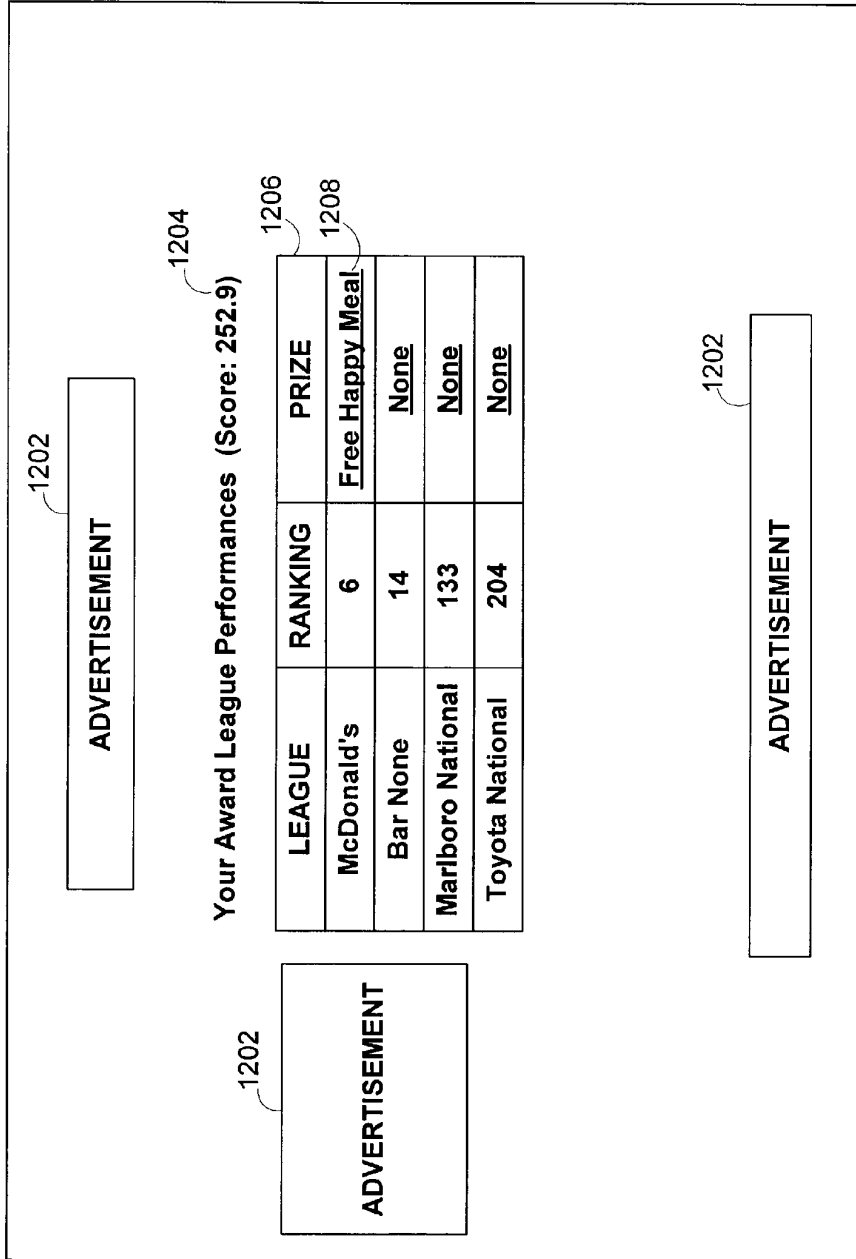 1202
ADVERTISEMENT
1204
Your Award League Performances (Score: 252.9)
1206
LEAGUE RANKING PRIZE
1208
McDonald's 6 Free Happy Meal
Bar None 14 None
Marlboro National 133 None
Toyota National 204 None
1202
ADVERTISEMENT
1202
ADVERTISEMENT